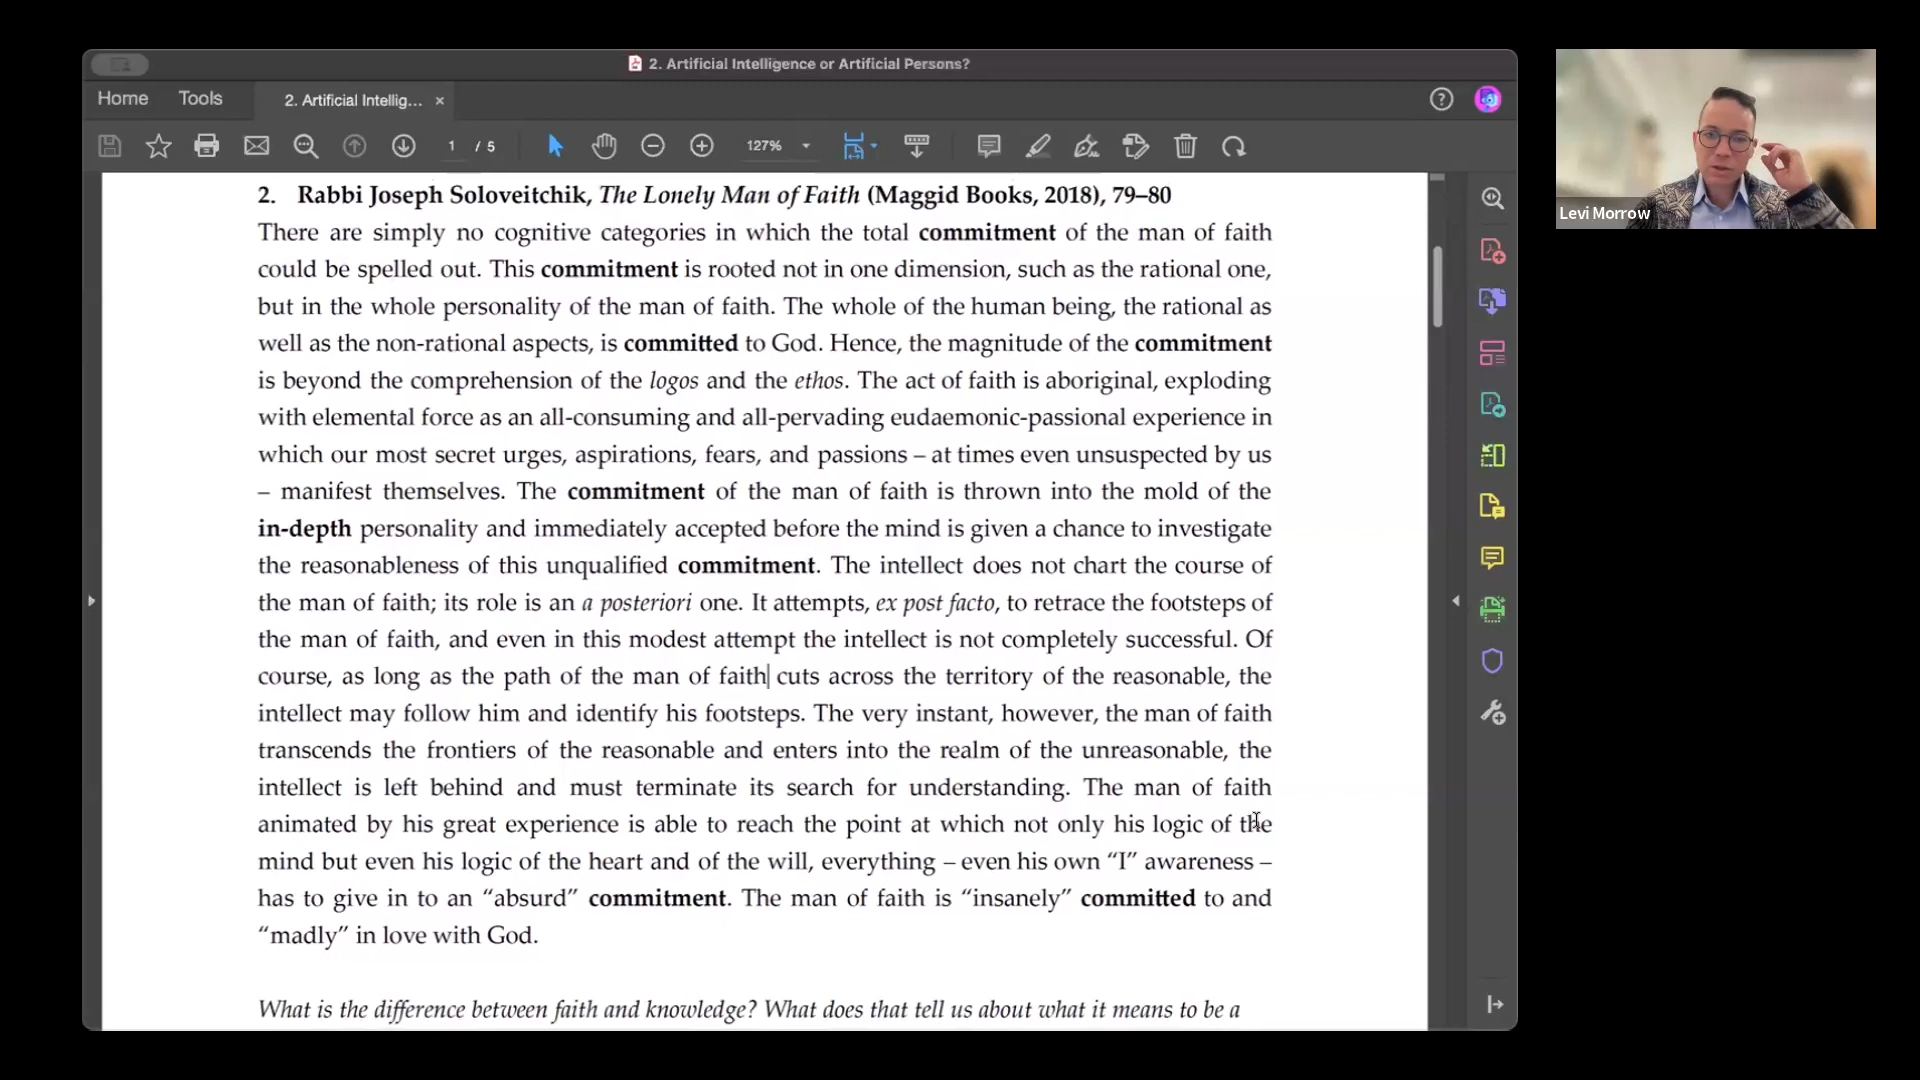 2. Artificial Intelligence or Artificial Persons?
Home Tools 2. Artificial Intellig... ×
1 / 5 127%
2. Rabbi Joseph Soloveitchik, The Lonely Man of Faith (Maggid Books, 2018), 79–80
There are simply no cognitive categories in which the total commitment of the man of faith
could be spelled out. This commitment is rooted not in one dimension, such as the rational one,
but in the whole personality of the man of faith. The whole of the human being, the rational as
well as the non-rational aspects, is committed to God. Hence, the magnitude of the commitment
is beyond the comprehension of the logos and the ethos. The act of faith is aboriginal, exploding
with elemental force as an all-consuming and all-pervading eudaemonic-passional experience in
which our most secret urges, aspirations, fears, and passions – at times even unsuspected by us
– manifest themselves. The commitment of the man of faith is thrown into the mold of the
in-depth personality and immediately accepted before the mind is given a chance to investigate
the reasonableness of this unqualified commitment. The intellect does not chart the course of
the man of faith; its role is an a posteriori one. It attempts, ex post facto, to retrace the footsteps of
the man of faith, and even in this modest attempt the intellect is not completely successful. Of
course, as long as the path of the man of faith cuts across the territory of the reasonable, the
intellect may follow him and identify his footsteps. The very instant, however, the man of faith
transcends the frontiers of the reasonable and enters into the realm of the unreasonable, the
intellect is left behind and must terminate its search for understanding. The man of faith
animated by his great experience is able to reach the point at which not only his logic of the
mind but even his logic of the heart and of the will, everything – even his own “I” awareness –
has to give in to an “absurd” commitment. The man of faith is “insanely” committed to and
“madly” in love with God.
What is the difference between faith and knowledge? What does that tell us about what it means to be a
Levi Morrow